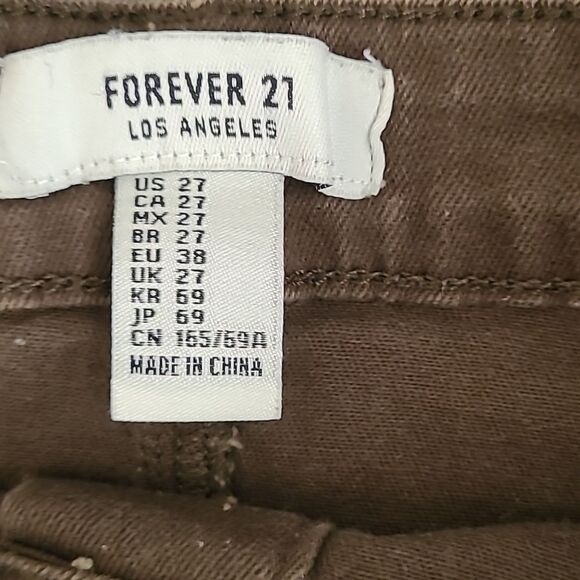 FOREVER 21
LOS ANGELES
US 27
CA 27
MX 27
BR 27
EU 38
UK 27
KR 69
JP 69
CN 165/69A
MADE IN CHINA